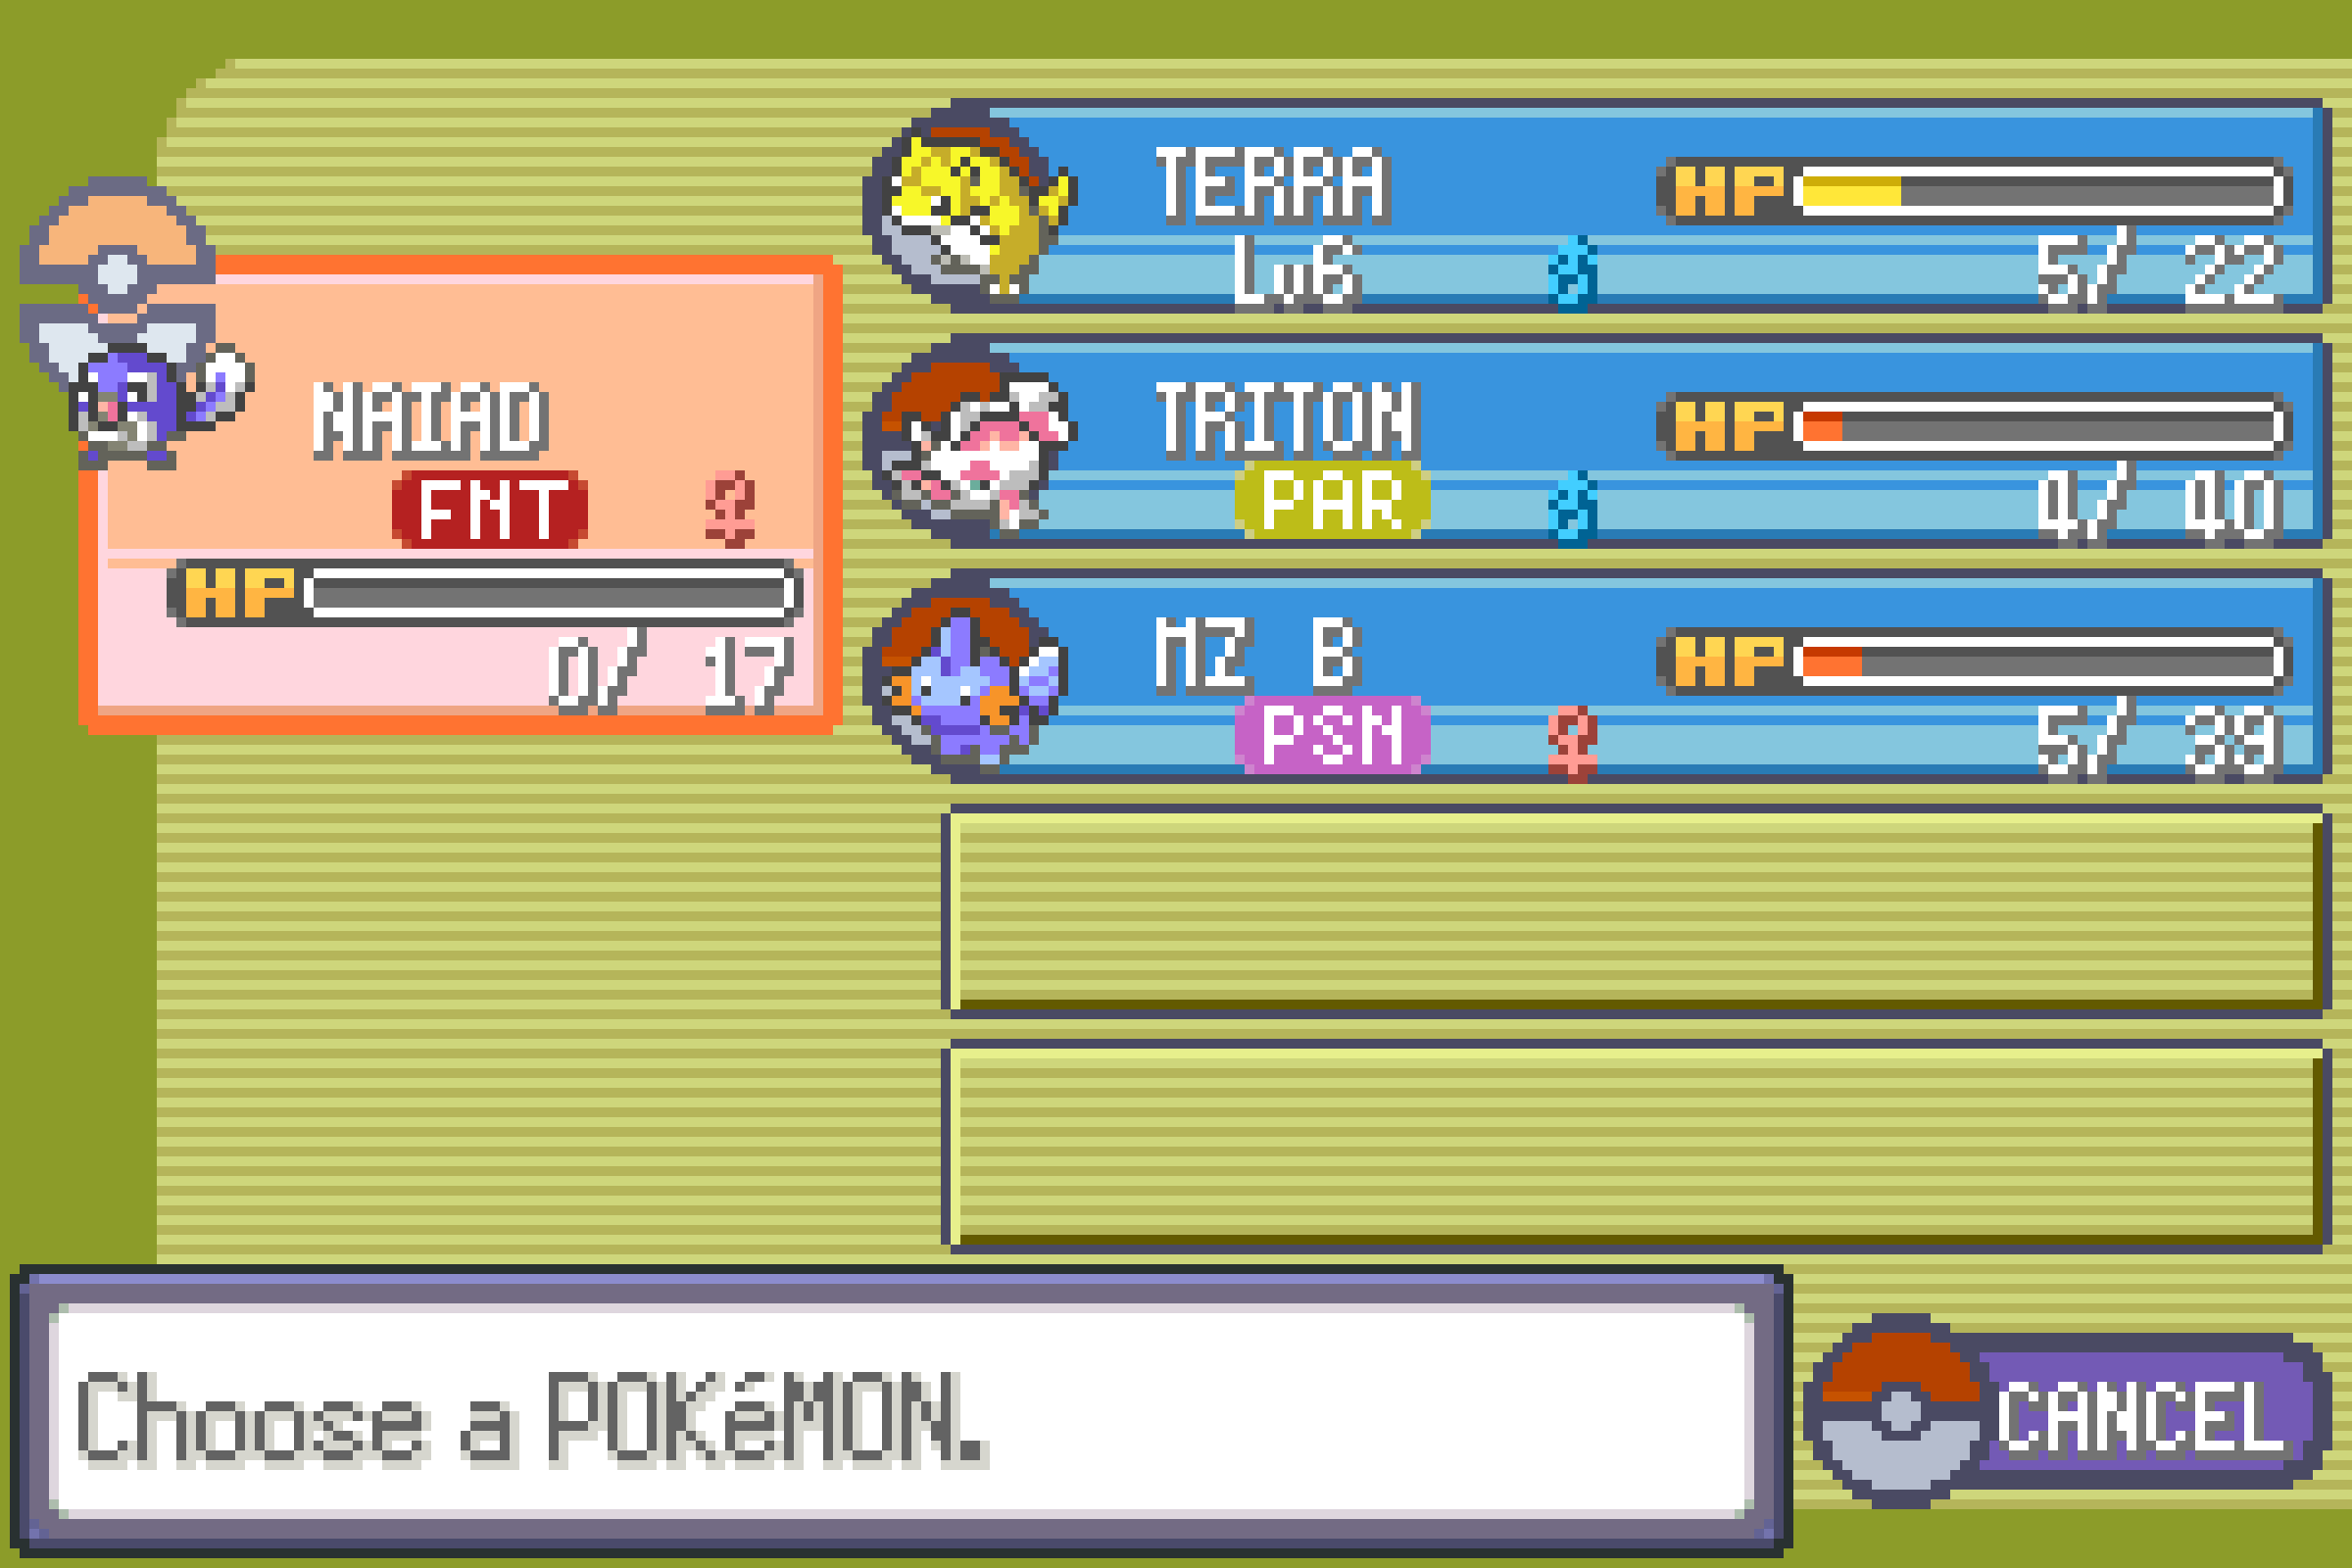 NAIAD
FNT ♀
HP
0/ 17
TERRA
HP
Lv6 ♂
5/ 22
TRITON
HP
PAR ♂
4/ 40
MZ B
HP
PSN ♀
5/ 39
Choose a POKéMON.
CANCEL